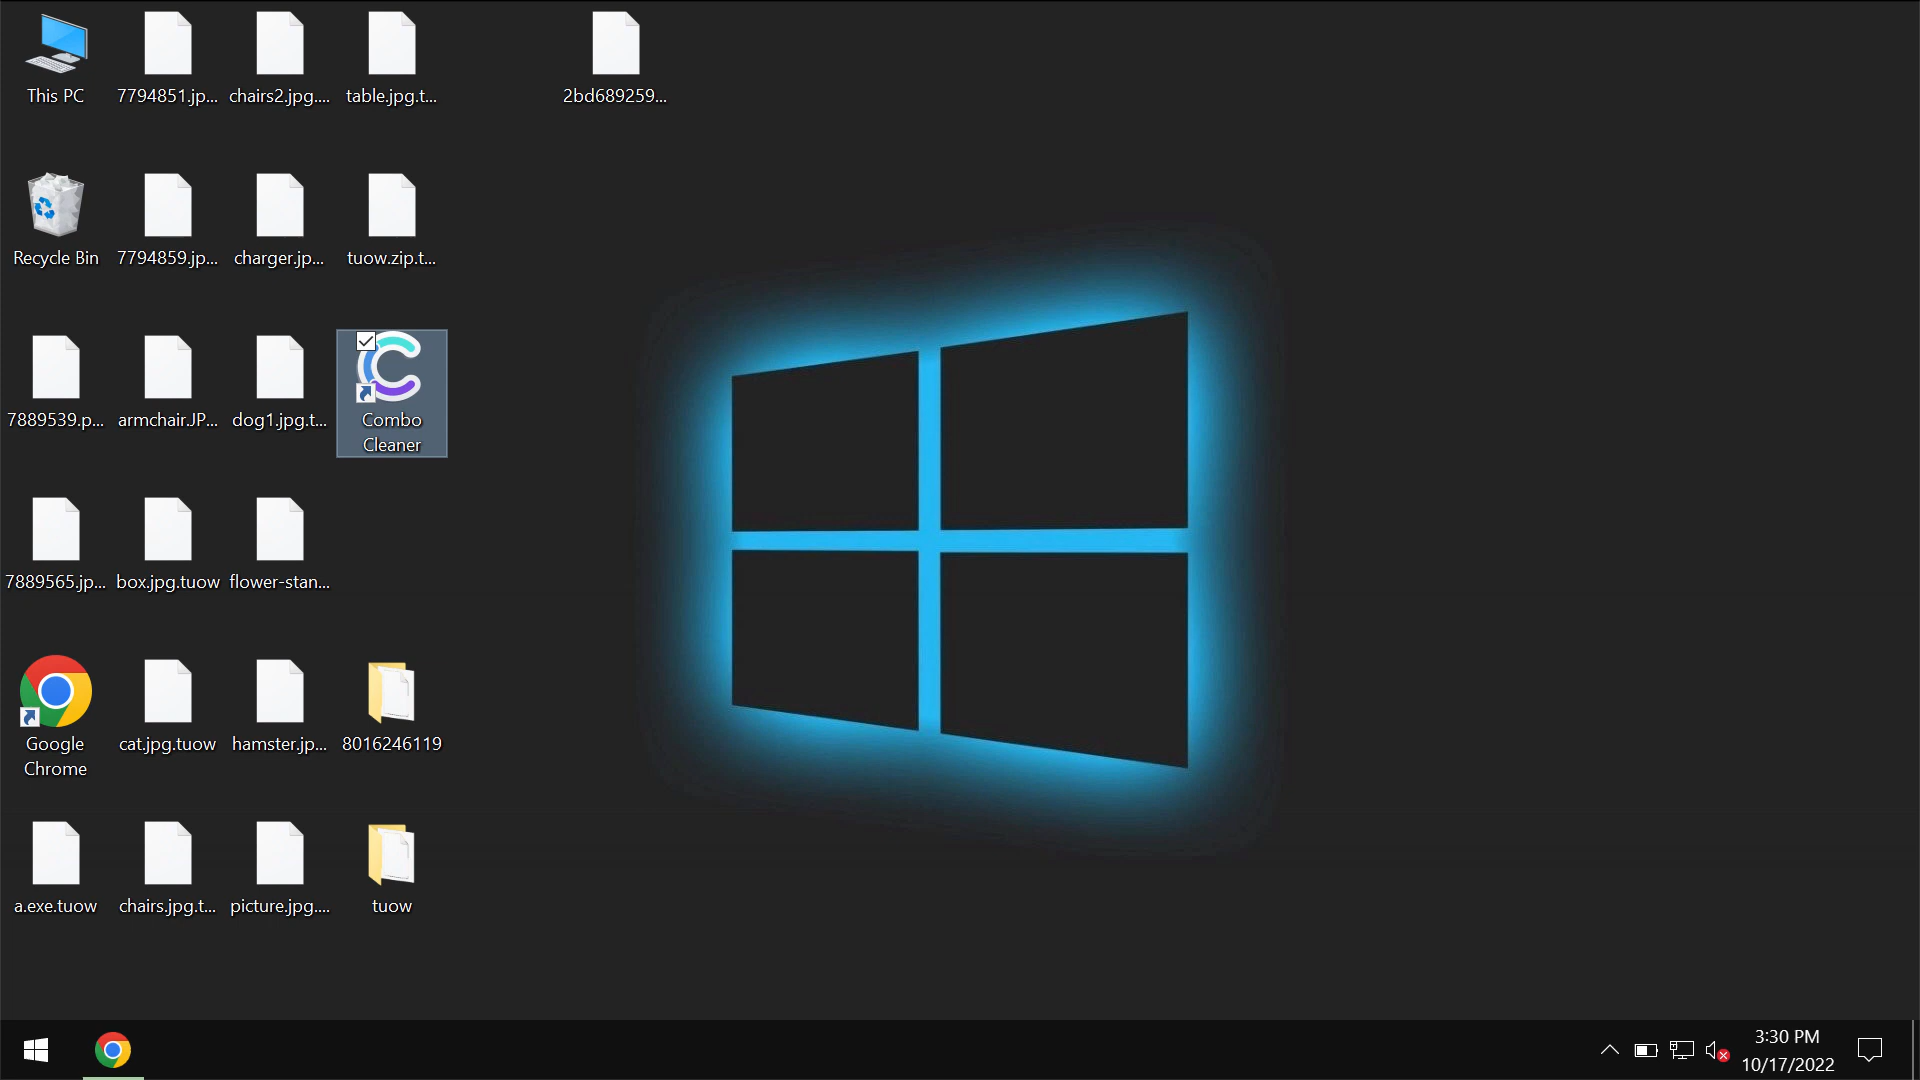 This PC
7794851.jp...
chairs2.jpg....
table.jpg.t...
2bd689259...
Recycle Bin
7794859.jp...
charger.jp...
tuow.zip.t...
7889539.p...
armchair.JP...
dog1.jpg.t...
Combo
Cleaner
7889565.jp...
box.jpg.tuow
flower-stan...
Google
Chrome
cat.jpg.tuow
hamster.jp...
8016246119
a.exe.tuow
chairs.jpg.t...
picture.jpg....
tuow
3:30 PM
10/17/2022